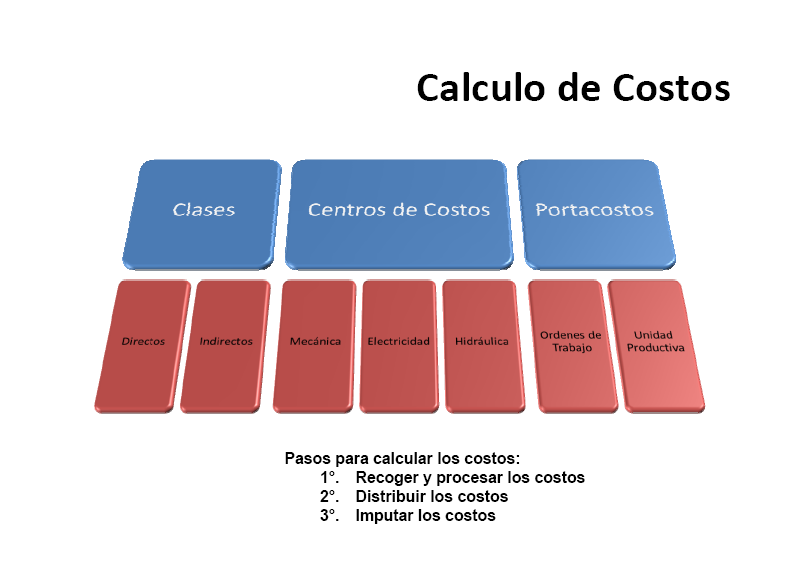 Calculo de Costos
Clases
Centros de Costos
Portacostos
Directos
Indirectos
Mecánica
Electricidad
Hidráulica
Ordenes de
Trabajo
Unidad
Productiva
Pasos para calcular los costos:
1°. Recoger y procesar los costos
2°. Distribuir los costos
3°. Imputar los costos